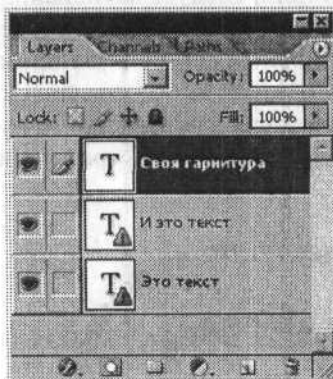 Layers Channels Paths
Normal Opacity: 100%
Lock: Fill: 100%
T Своя гарнитура
T И это текст
T Это текст